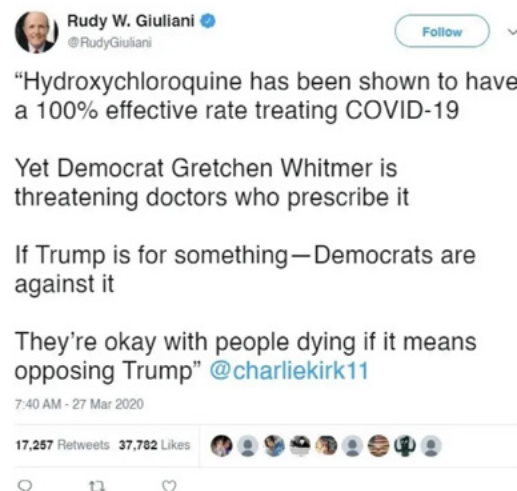 Rudy W. Giuliani
@RudyGiuliani
Follow
“Hydroxychloroquine has been shown to have
a 100% effective rate treating COVID-19
Yet Democrat Gretchen Whitmer is
threatening doctors who prescribe it
If Trump is for something—Democrats are
against it
They’re okay with people dying if it means
opposing Trump” @charliekirk11
7:40 AM - 27 Mar 2020
17,257 Retweets 37,782 Likes